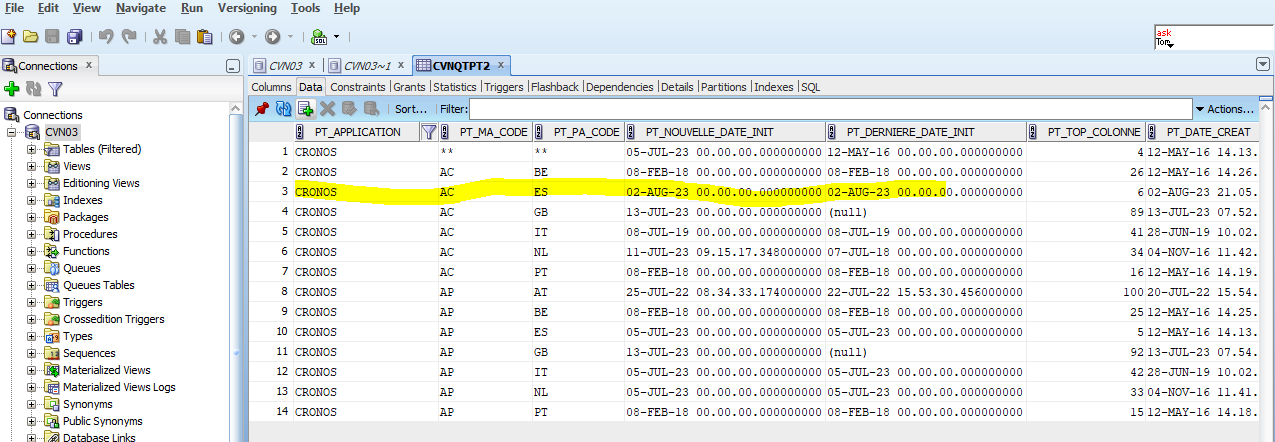 File Edit View Navigate Run Versioning Tools Help
ask
Tom
Connections x
CVN03 x CVN03~1 x CVNQTPT2 x
Columns Data Constraints Grants Statistics Triggers Flashback Dependencies Details Partitions Indexes SQL
Sort... Filter: Actions...
Connections
CVN03
Tables (Filtered)
Views
Editioning Views
Indexes
Packages
Procedures
Functions
Queues
Queues Tables
Triggers
Crossedition Triggers
Types
Sequences
Materialized Views
Materialized Views Logs
Synonyms
Public Synonyms
Database Links
PT_APPLICATION PT_MA_CODE PT_PA_CODE PT_NOUVELLE_DATE_INIT PT_DERNIERE_DATE_INIT PT_TOP_COLONNE PT_DATE_CREAT
1 CRONOS ** ** 05-JUL-23 00.00.00.000000000 12-MAY-16 00.00.00.000000000 4 12-MAY-16 14.13.
2 CRONOS AC BE 08-FEB-18 00.00.00.000000000 08-FEB-18 00.00.00.000000000 26 12-MAY-16 14.26.
3 CRONOS AC ES 02-AUG-23 00.00.00.000000000 02-AUG-23 00.00.00.000000000 6 02-AUG-23 21.05.
4 CRONOS AC GB 13-JUL-23 00.00.00.000000000 (null) 89 13-JUL-23 07.52.
5 CRONOS AC IT 08-JUL-19 00.00.00.000000000 08-JUL-19 00.00.00.000000000 41 28-JUN-19 10.02.
6 CRONOS AC NL 11-JUL-23 09.15.17.348000000 07-JUL-18 00.00.00.000000000 34 04-NOV-16 11.42.
7 CRONOS AC PT 08-FEB-18 00.00.00.000000000 08-FEB-18 00.00.00.000000000 16 12-MAY-16 14.19.
8 CRONOS AP AT 25-JUL-22 08.34.33.174000000 22-JUL-22 15.53.30.456000000 100 20-JUL-22 15.54.
9 CRONOS AP BE 08-FEB-18 00.00.00.000000000 08-FEB-18 00.00.00.000000000 25 12-MAY-16 14.25.
10 CRONOS AP ES 05-JUL-23 00.00.00.000000000 05-JUL-23 00.00.00.000000000 5 12-MAY-16 14.13.
11 CRONOS AP GB 13-JUL-23 00.00.00.000000000 (null) 92 13-JUL-23 07.54.
12 CRONOS AP IT 05-JUL-23 00.00.00.000000000 05-JUL-23 00.00.00.000000000 42 28-JUN-19 10.02.
13 CRONOS AP NL 05-JUL-23 00.00.00.000000000 05-JUL-23 00.00.00.000000000 33 04-NOV-16 11.41.
14 CRONOS AP PT 08-FEB-18 00.00.00.000000000 08-FEB-18 00.00.00.000000000 15 12-MAY-16 14.18.